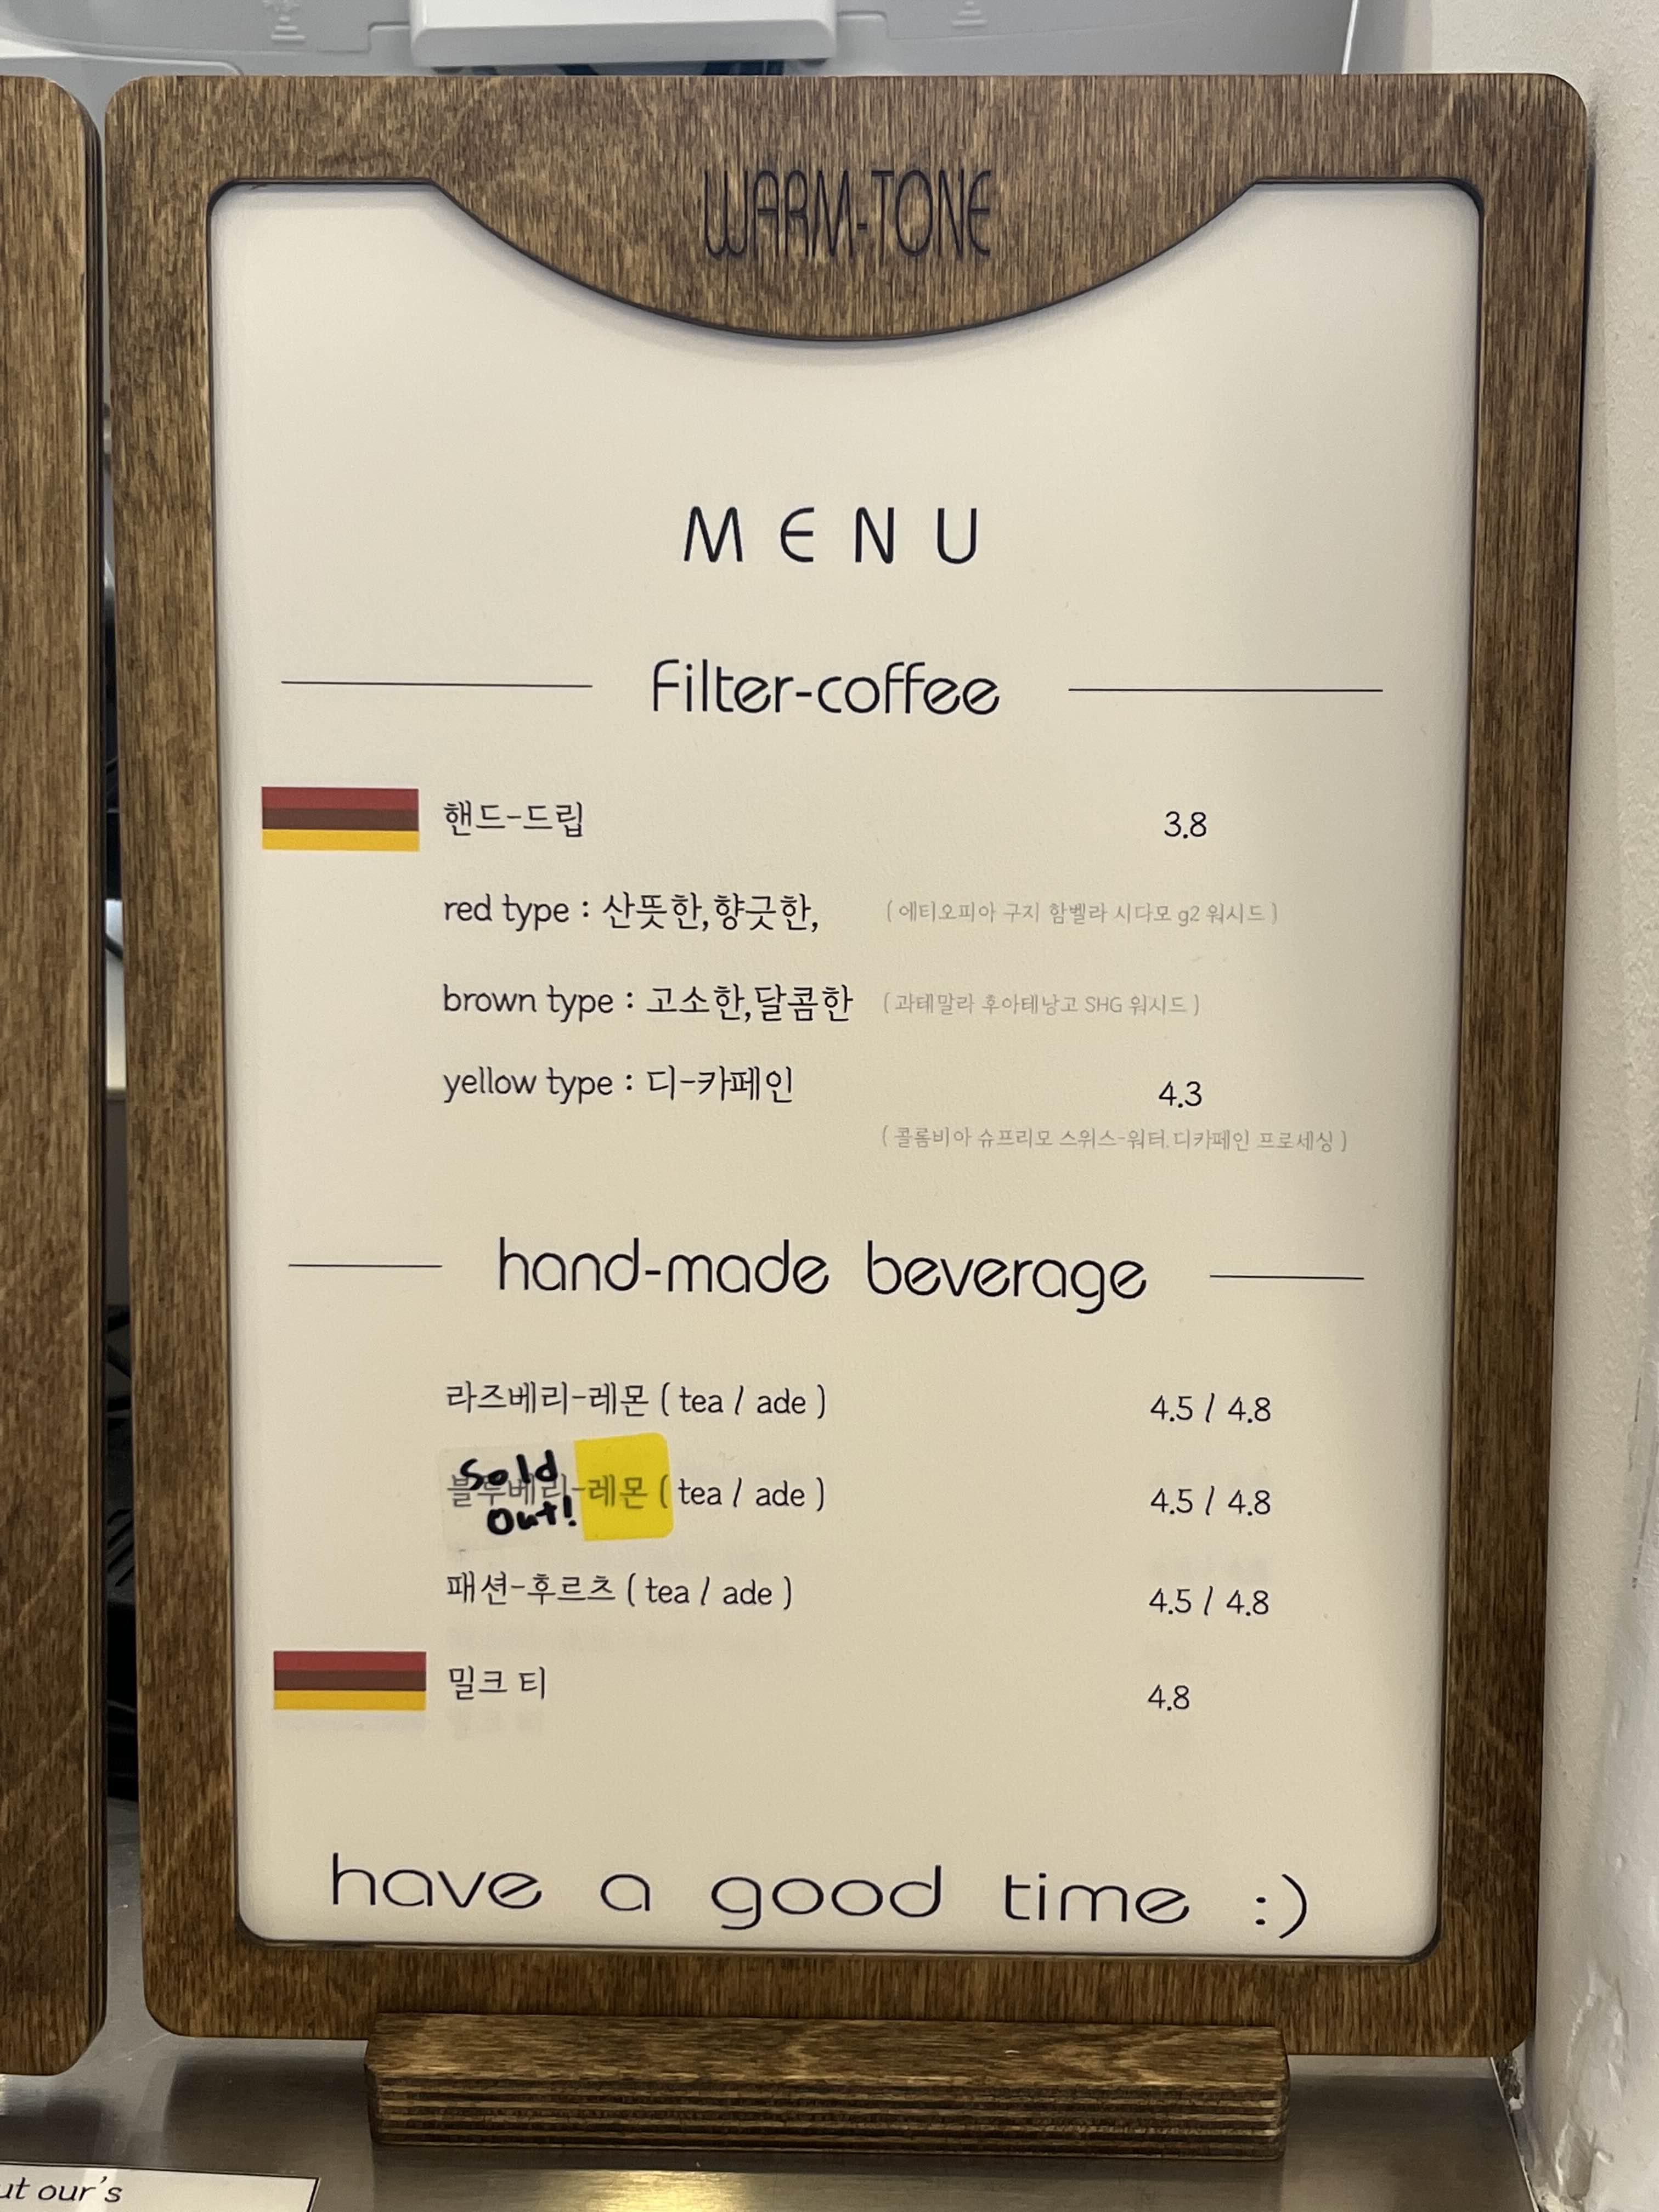 WARM-TONE
MENU
Filter-coffee
핸드-드립 3.8
red type : 산뜻한,향긋한, ( 에티오피아 구지 함벨라 시다모 g2 워시드 )
brown type : 고소한,달콤한 ( 과테말라 후아테낭고 SHG 워시드 )
yellow type : 디-카페인 4.3
( 콜롬비아 슈프리모 스위스-워터.디카페인 프로세싱 )
hand-made beverage
라즈베리-레몬 ( tea / ade ) 4.5 / 4.8
Sold
블루베리-레몬 ( tea / ade ) 4.5 / 4.8
Out!
패션-후르츠 ( tea / ade ) 4.5 / 4.8
밀크 티 4.8
have a good time :)
ut our's